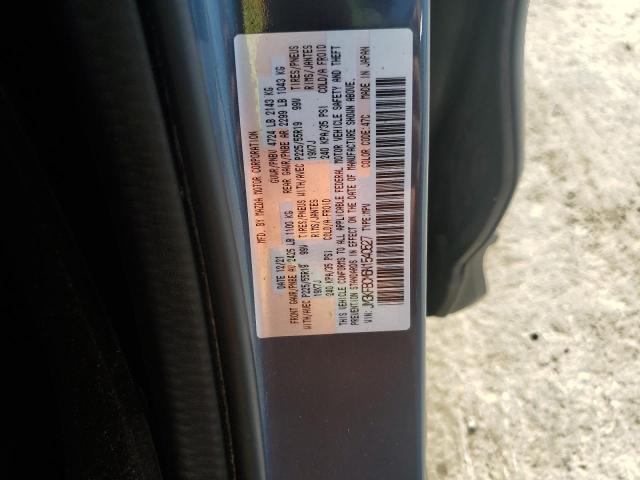 MFD. BY MAZDA MOTOR CORPORATION
DATE 12/21 GVWR/PNBV 4724 LB 2143 KG
FRONT GAWR/PNBE AV 2425 LB 1100 KG REAR GAWR/PNBE AR 2299 LB 1043 KG
WITH/AVEC P225/55R19 99V TIRES/PNEUS WITH/AVEC P225/55R19 99V TIRES/PNEUS
19X7J RIMS/JANTES 19X7J RIMS/JANTES
240 KPA/35 PSI COLD/A FROID 240 KPA/35 PSI COLD/A FROID
THIS VEHICLE CONFORMS TO ALL APPLICABLE FEDERAL MOTOR VEHICLE SAFETY AND THEFT
PREVENTION STANDARDS IN EFFECT ON THE DATE OF MANUFACTURE SHOWN ABOVE.
VIN: TYPE:MPV COLOR CODE:47C MADE IN JAPAN